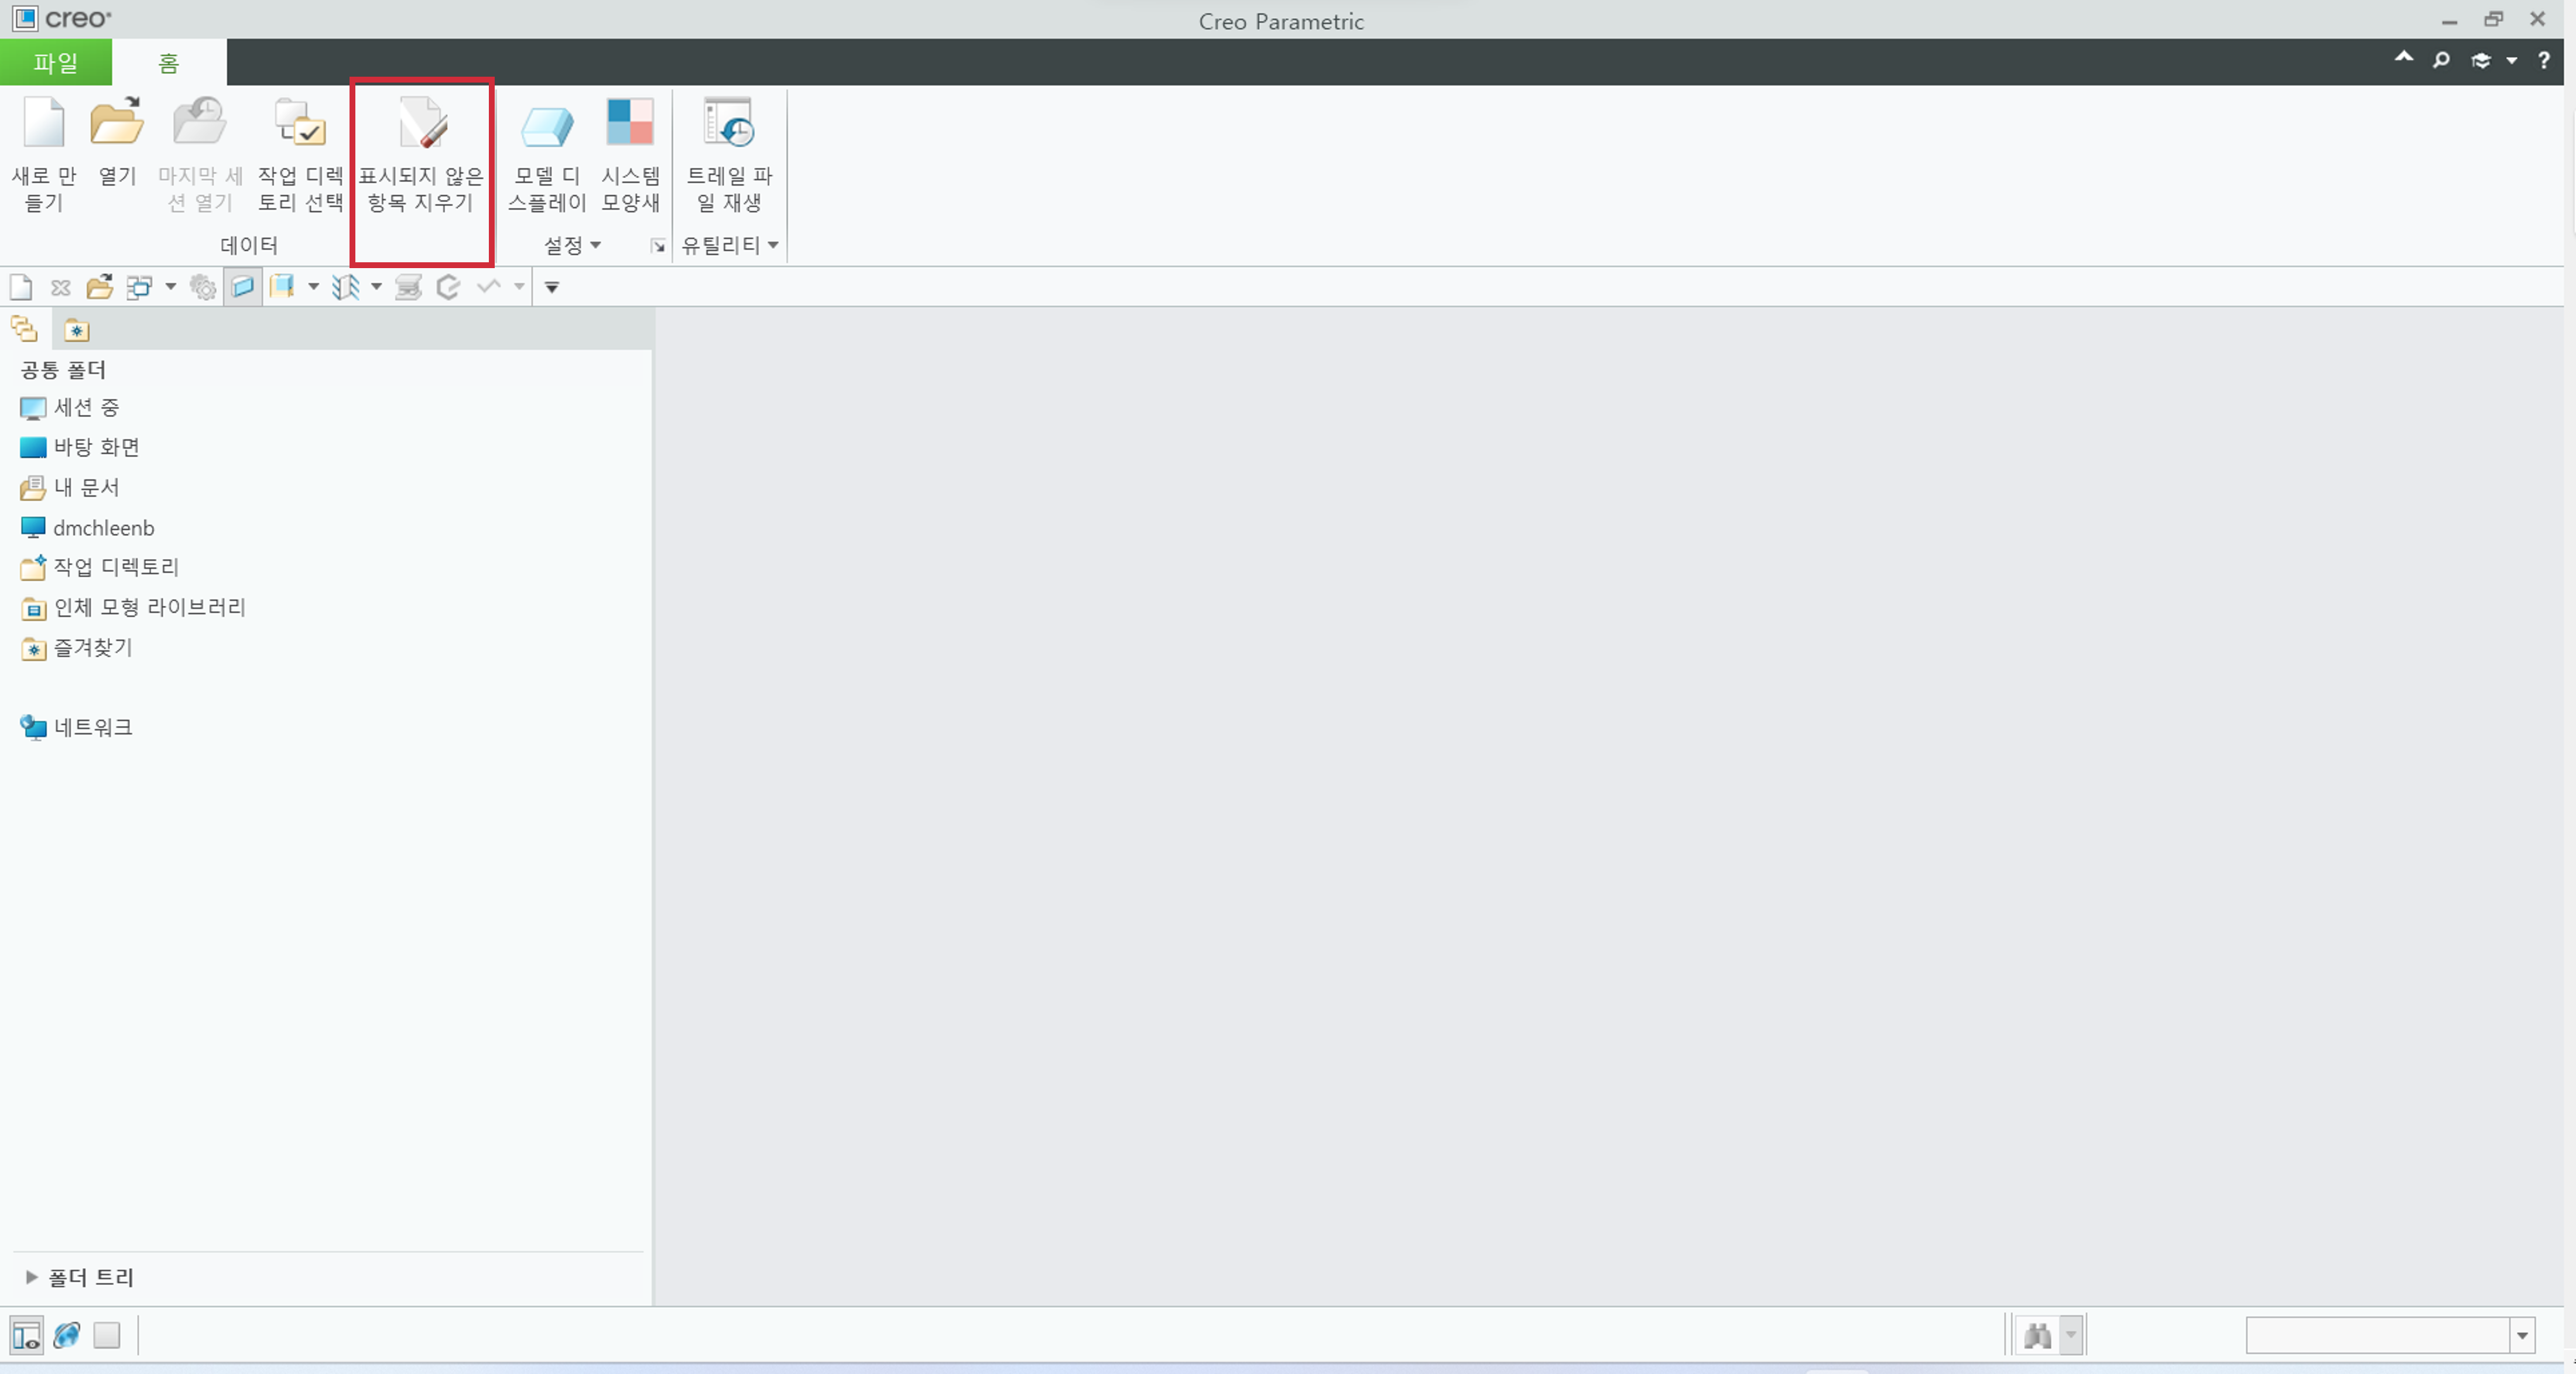 creo
Creo Parametric
파일
홈
새로 만
들기
열기
마지막 세
션 열기
작업 디렉
토리 선택
표시되지 않은
항목 지우기
모델 디
스플레이
시스템
모양새
트레일 파
일 재생
데이터
설정
유틸리티
공통 폴더
세션 중
바탕 화면
내 문서
dmchleenb
작업 디렉토리
인체 모형 라이브러리
즐겨찾기
네트워크
폴더 트리